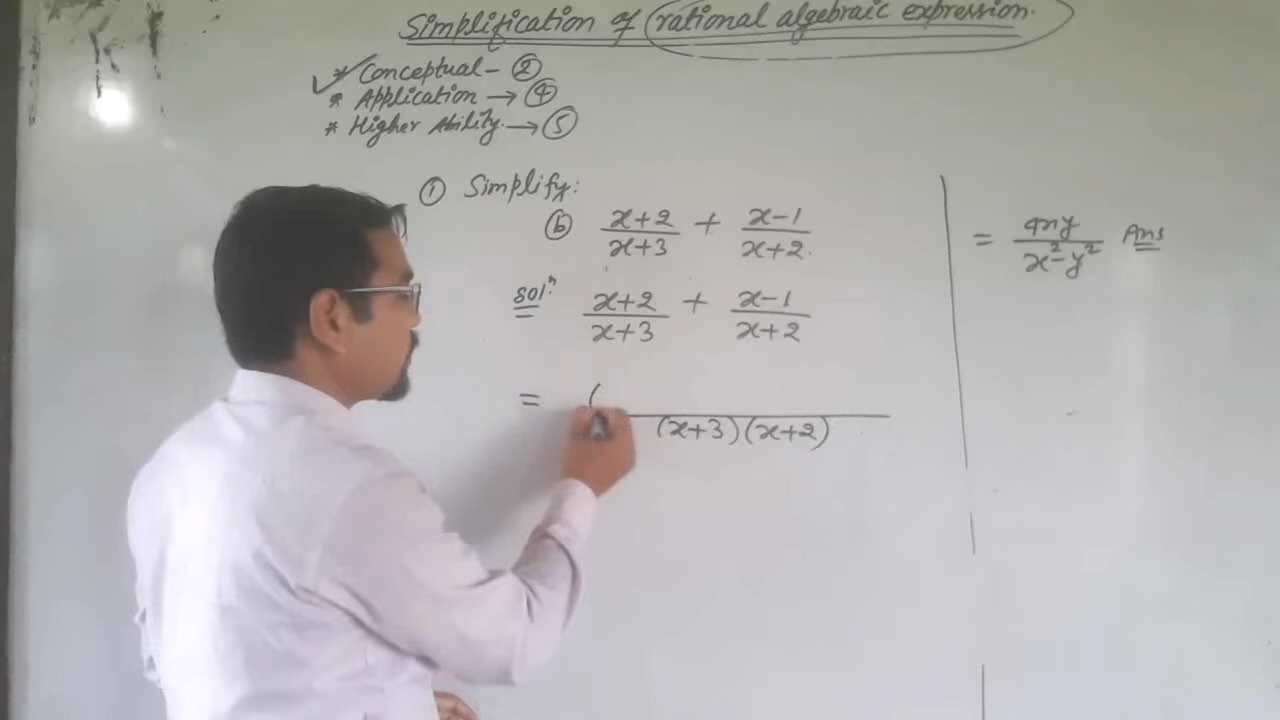 Simplification of rational algebraic expression.
* Conceptual - ②
* Application → ④
* Higher Ability. → ⑤
① Simplify:
ⓑ (x+2)/(x+3) + (x-1)/(x+2).
solⁿ: (x+2)/(x+3) + (x-1)/(x+2)
= ( / (x+3)(x+2)
= 4xy/(x²-y²) Ans